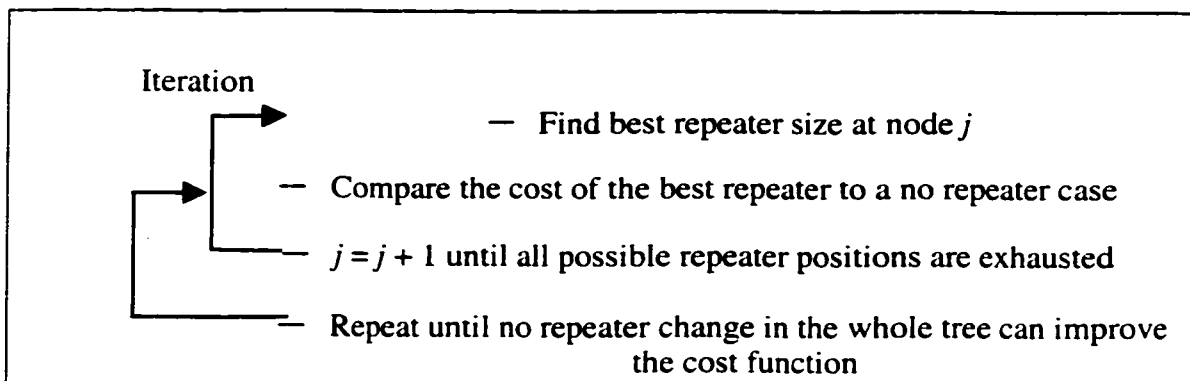 Iteration
— Find best repeater size at node j
— Compare the cost of the best repeater to a no repeater case
— j = j + 1 until all possible repeater positions are exhausted
— Repeat until no repeater change in the whole tree can improve
the cost function